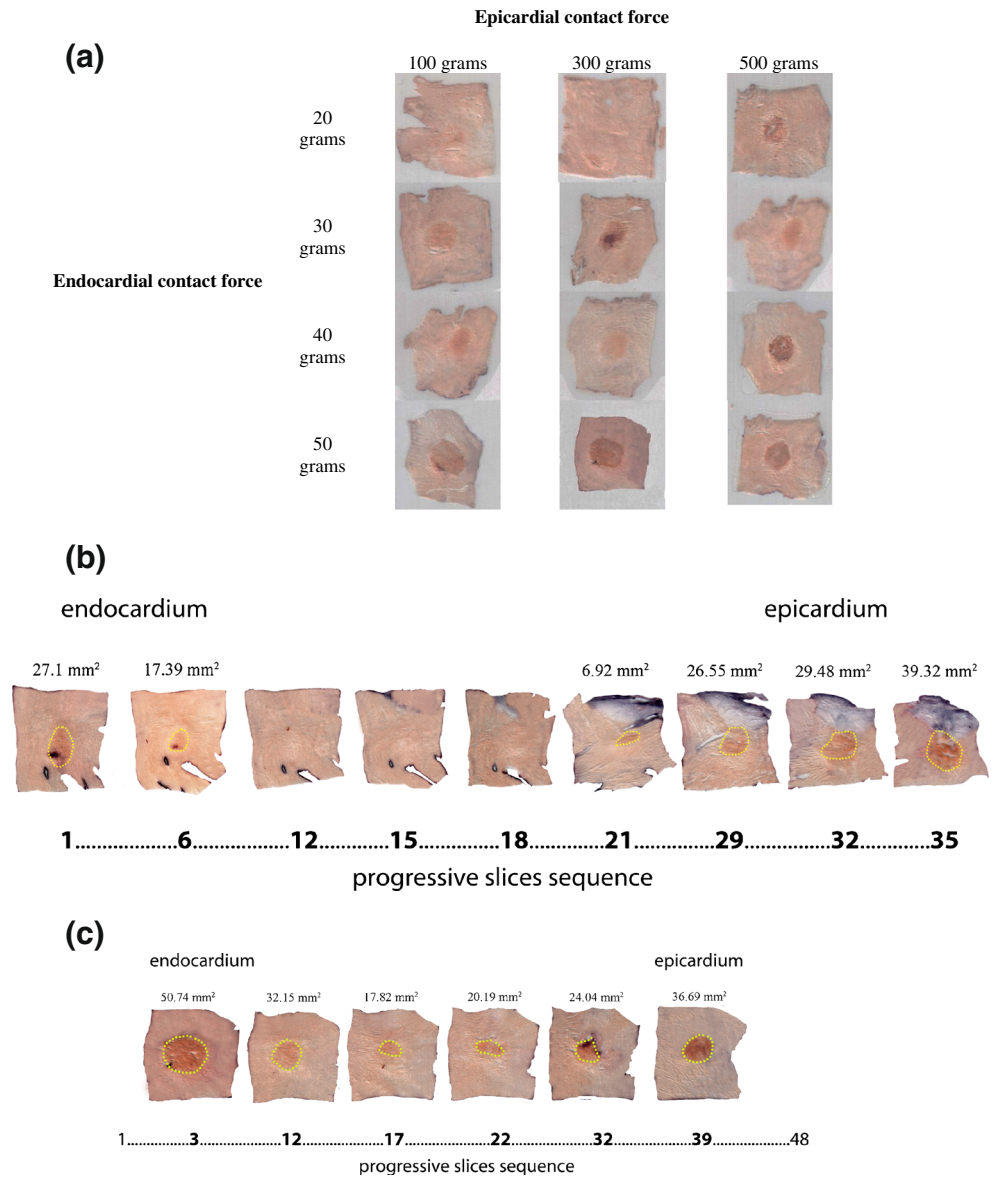 Epicardial contact force
(a)
100 grams 300 grams 500 grams
20
grams
30
grams
Endocardial contact force
40
grams
50
grams
(b)
endocardium epicardium
27.1 mm² 17.39 mm² 6.92 mm² 26.55 mm² 29.48 mm² 39.32 mm²
1..................6.................12...............15...............18................21.................29.................32...............35
progressive slices sequence
(c)
endocardium epicardium
50.74 mm² 32.15 mm² 17.82 mm² 20.19 mm² 24.04 mm² 36.69 mm²
1................3....................12....................17...................22...................32..................39.................48
progressive slices sequence